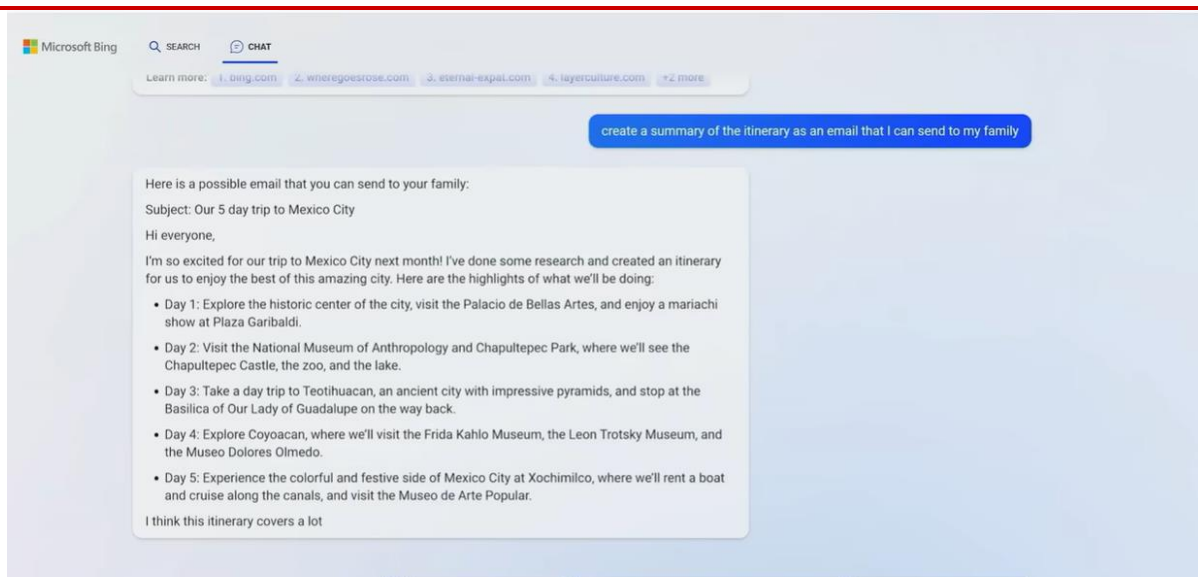 Microsoft Bing
SEARCH
CHAT
Learn more: 1. bing.com 2. wheregoesrose.com 3. eternal-expat.com 4. layerculture.com +2 more
create a summary of the itinerary as an email that I can send to my family
Here is a possible email that you can send to your family:
Subject: Our 5 day trip to Mexico City
Hi everyone,
I'm so excited for our trip to Mexico City next month! I've done some research and created an itinerary
for us to enjoy the best of this amazing city. Here are the highlights of what we'll be doing:
• Day 1: Explore the historic center of the city, visit the Palacio de Bellas Artes, and enjoy a mariachi
show at Plaza Garibaldi.
• Day 2: Visit the National Museum of Anthropology and Chapultepec Park, where we'll see the
Chapultepec Castle, the zoo, and the lake.
• Day 3: Take a day trip to Teotihuacan, an ancient city with impressive pyramids, and stop at the
Basilica of Our Lady of Guadalupe on the way back.
• Day 4: Explore Coyoacan, where we'll visit the Frida Kahlo Museum, the Leon Trotsky Museum, and
the Museo Dolores Olmedo.
• Day 5: Experience the colorful and festive side of Mexico City at Xochimilco, where we'll rent a boat
and cruise along the canals, and visit the Museo de Arte Popular.
I think this itinerary covers a lot